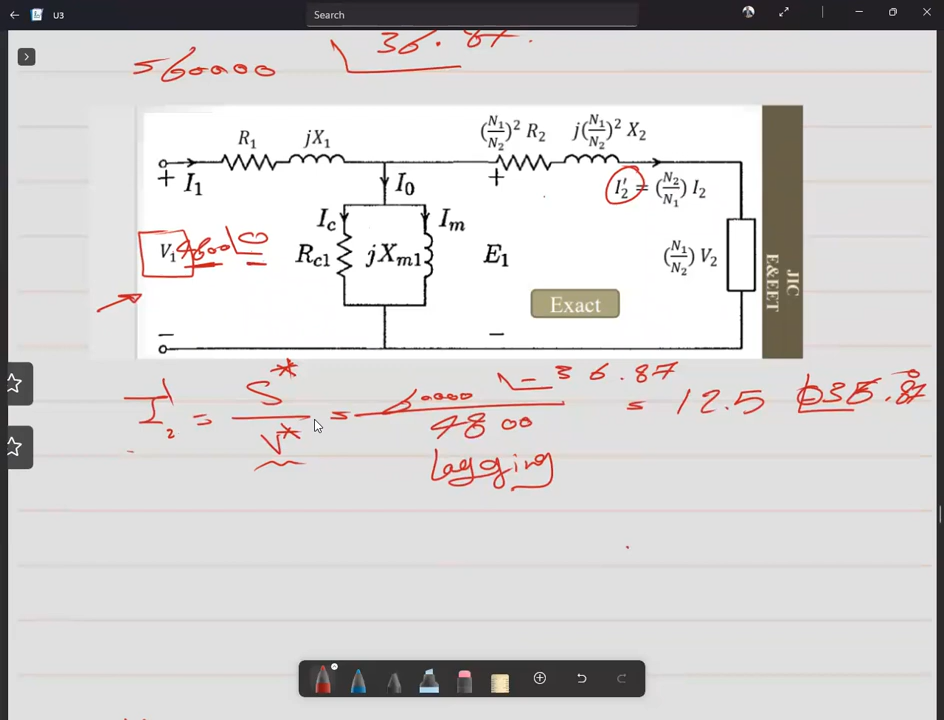 U3
Search
560000 36.87
(N1/N2)² R2 j(N1/N2)² X2
R1 jX1
+ I1 I0 + I2' = (N2/N1) I2
Ic Im
V1 4800 ∠0 Rc1 jXm1 E1 (N1/N2) V2
JIC
E&EET
Exact
− −
I2' = S* / V* = 60000 ∠-36.87 / 4800 = 12.5 36.87°
Lagging